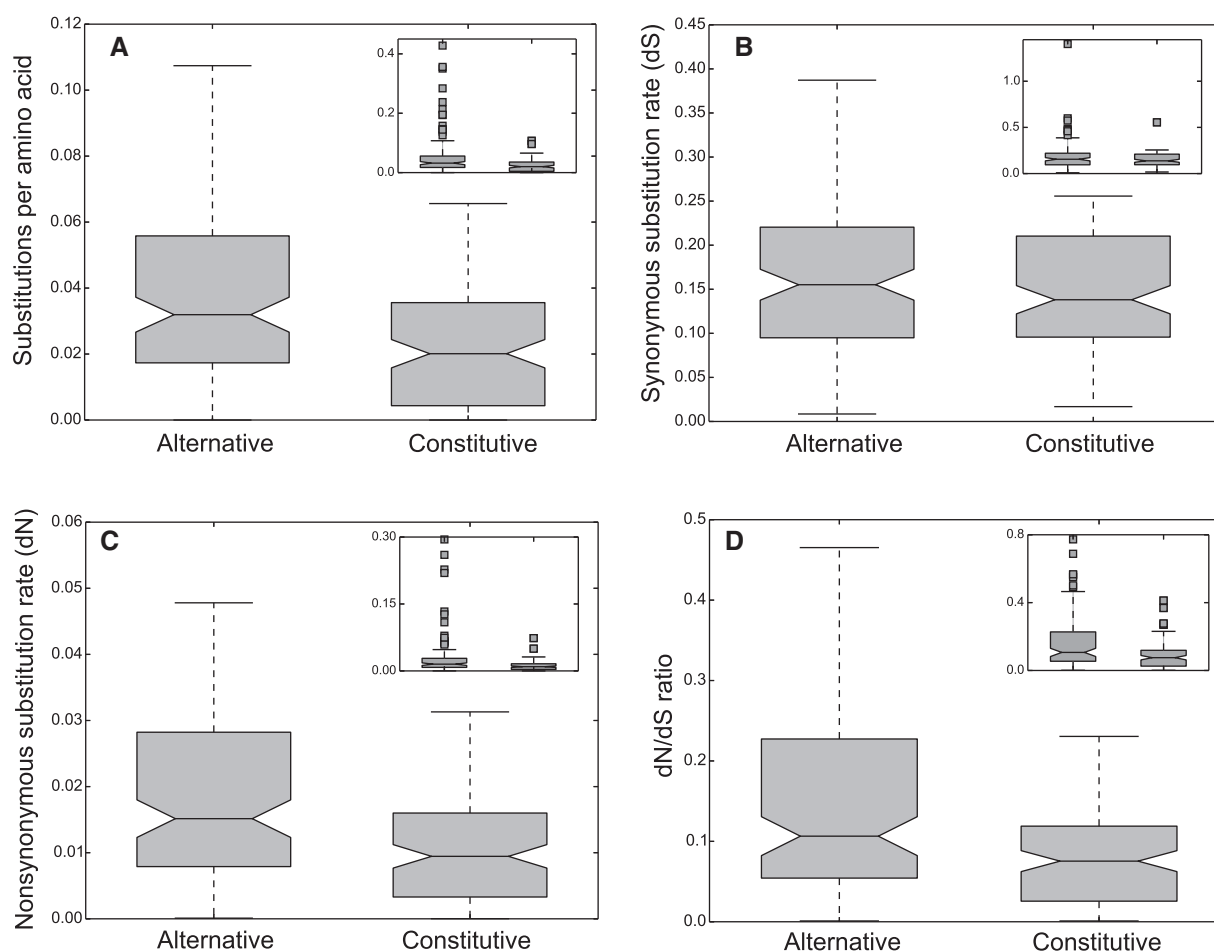 A
Substitutions per amino acid
0.12
0.10
0.08
0.06
0.04
0.02
0.00
0.4
0.2
0.0
Alternative
Constitutive
B
Synonymous substitution rate (dS)
0.45
0.40
0.35
0.30
0.25
0.20
0.15
0.10
0.05
0.00
1.0
0.5
0.0
Alternative
Constitutive
C
Nonsynonymous substitution rate (dN)
0.06
0.05
0.04
0.03
0.02
0.01
0.00
0.30
0.15
0.00
Alternative
Constitutive
D
dN/dS ratio
0.5
0.4
0.3
0.2
0.1
0.0
0.8
0.4
0.0
Alternative
Constitutive